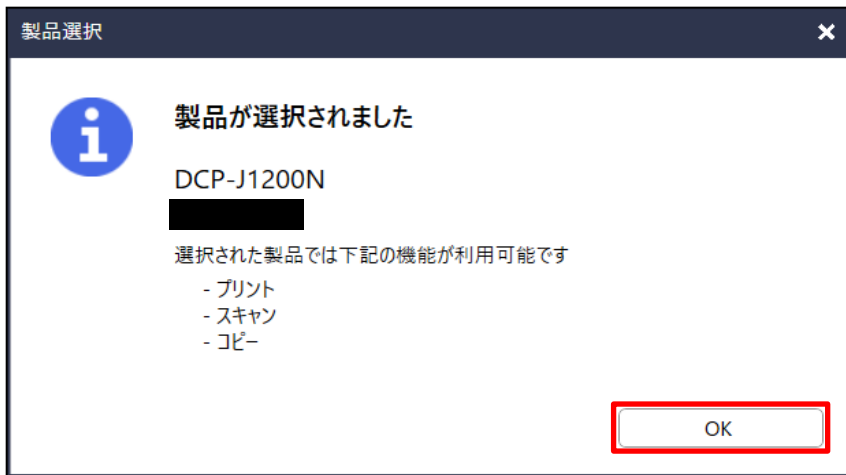 製品選択
製品が選択されました
DCP-J1200N
選択された製品では下記の機能が利用可能です
- プリント
- スキャン
- コピー
OK